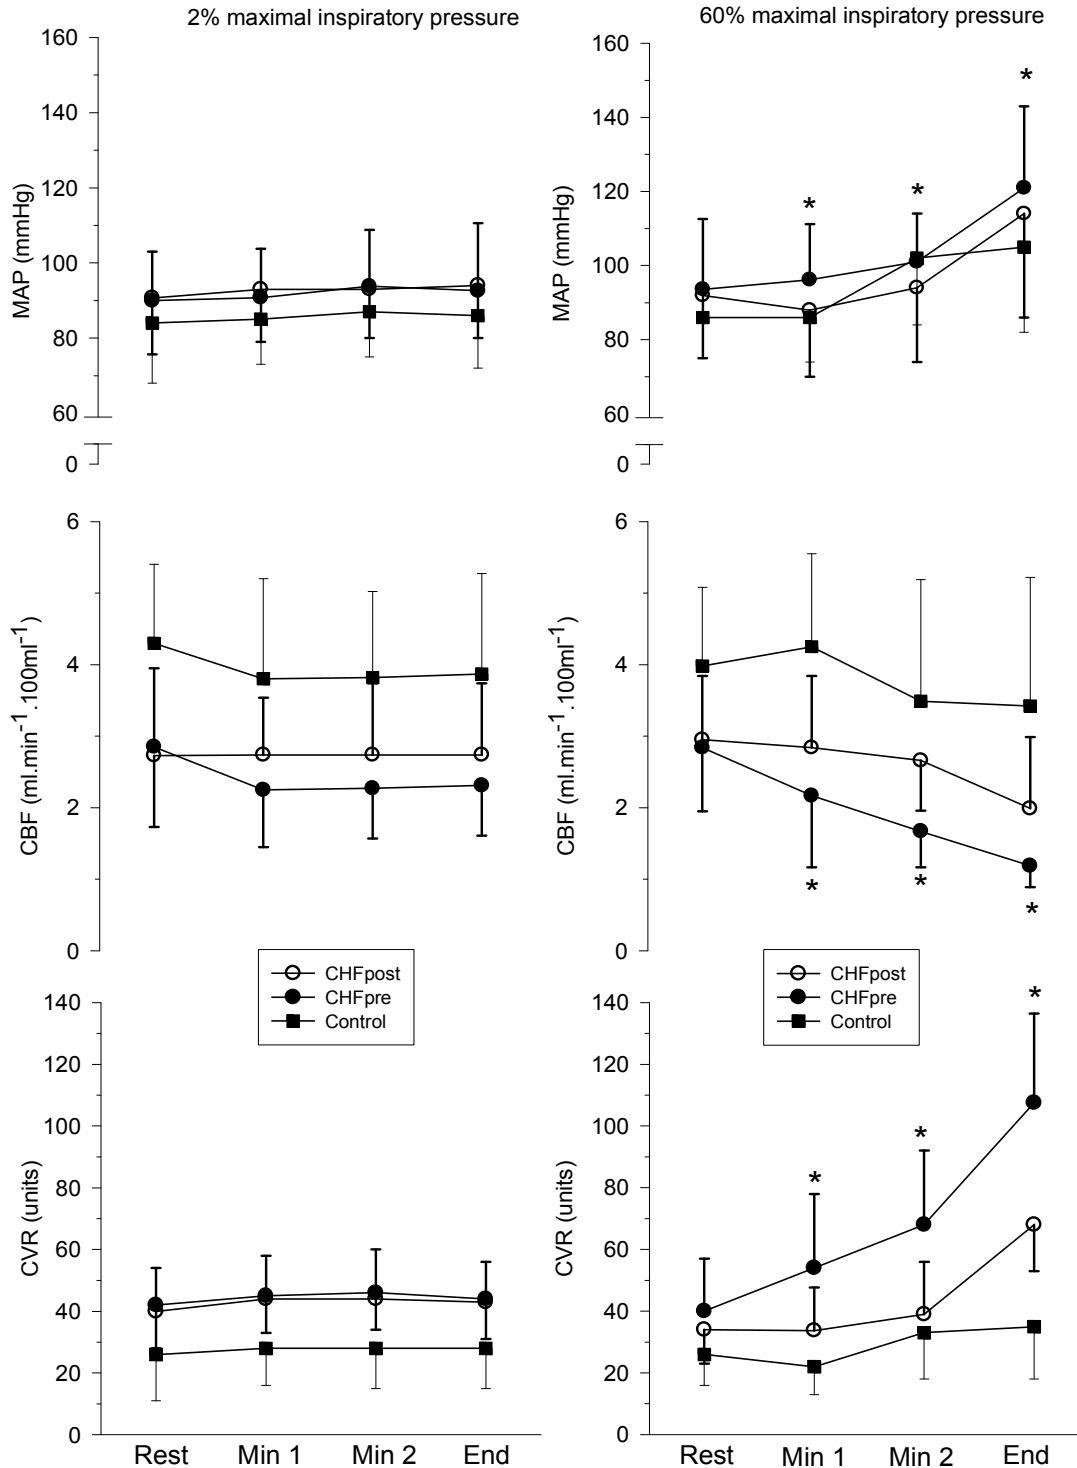 2% maximal inspiratory pressure
60% maximal inspiratory pressure
MAP (mmHg)
160
140
120
100
80
60
0
MAP (mmHg)
160
140
120
100
80
60
0
*
*
*
CBF (ml.min-1.100ml-1)
6
4
2
0
CBF (ml.min-1.100ml-1)
6
4
2
0
*
*
*
CHFpost
CHFpre
Control
CHFpost
CHFpre
Control
CVR (units)
140
120
100
80
60
40
20
0
Rest Min 1 Min 2 End
CVR (units)
140
120
100
80
60
40
20
0
*
*
*
Rest Min 1 Min 2 End